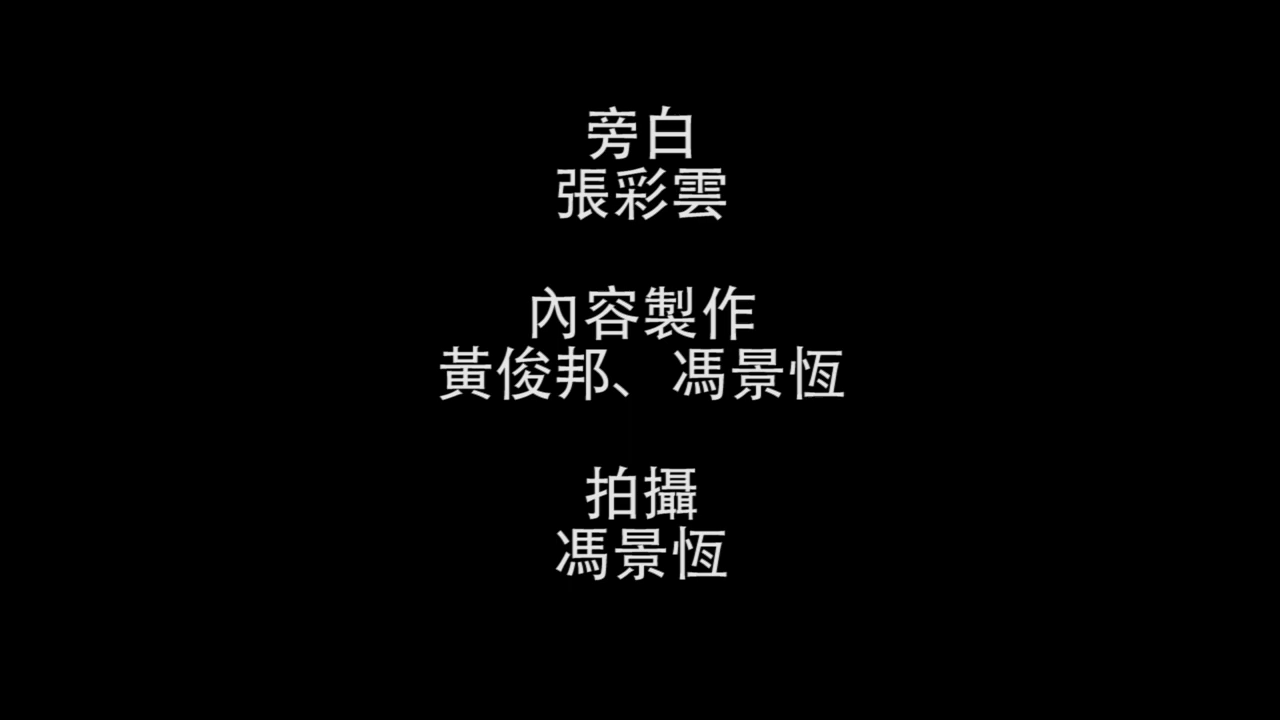 旁白
張彩雲
內容製作
黃俊邦、馮景恆
拍攝
馮景恆